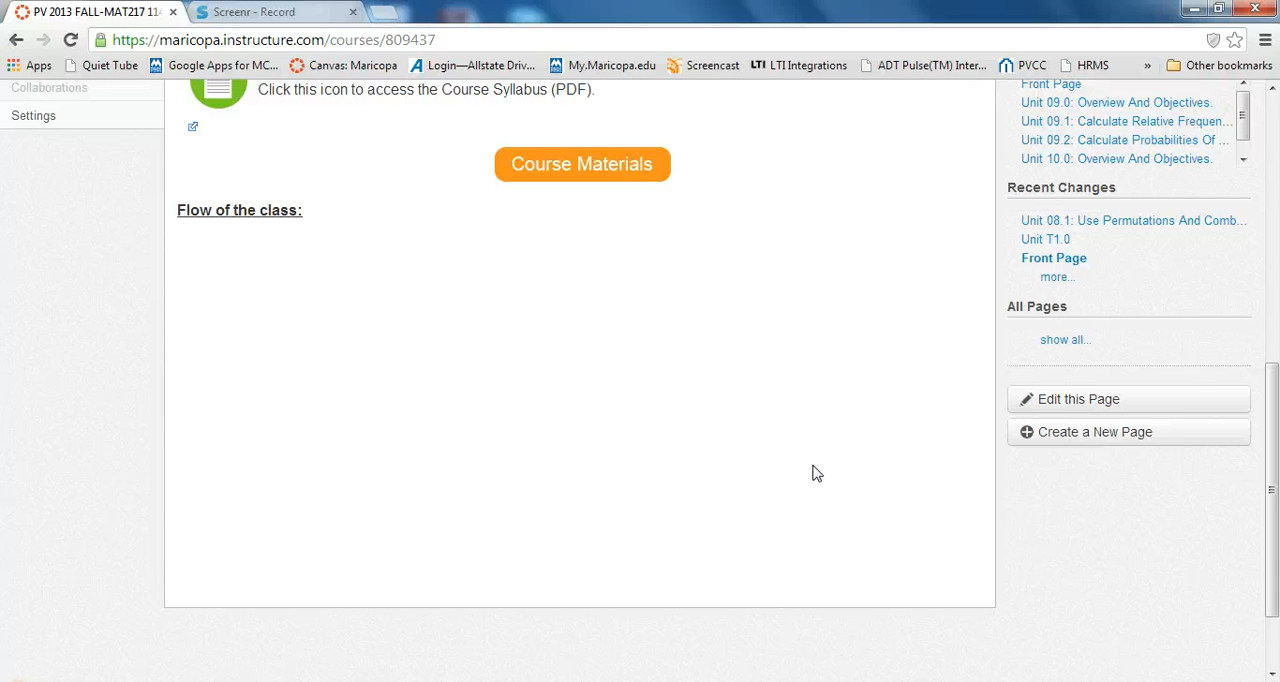 PV 2013 FALL-MAT217 114
Screenr - Record
https://maricopa.instructure.com/courses/809437
Apps
Quiet Tube
Google Apps for MC...
Canvas: Maricopa
Login—Allstate Driv...
My.Maricopa.edu
Screencast
LTI LTI Integrations
ADT Pulse(TM) Inter...
PVCC
HRMS
»
Other bookmarks
Collaborations
Settings
Click this icon to access the Course Syllabus (PDF).
Course Materials
Flow of the class:
Front Page
Unit 09.0: Overview And Objectives.
Unit 09.1: Calculate Relative Frequen...
Unit 09.2: Calculate Probabilities Of ...
Unit 10.0: Overview And Objectives.
Recent Changes
Unit 08.1: Use Permutations And Comb...
Unit T1.0
Front Page
more...
All Pages
show all...
Edit this Page
Create a New Page